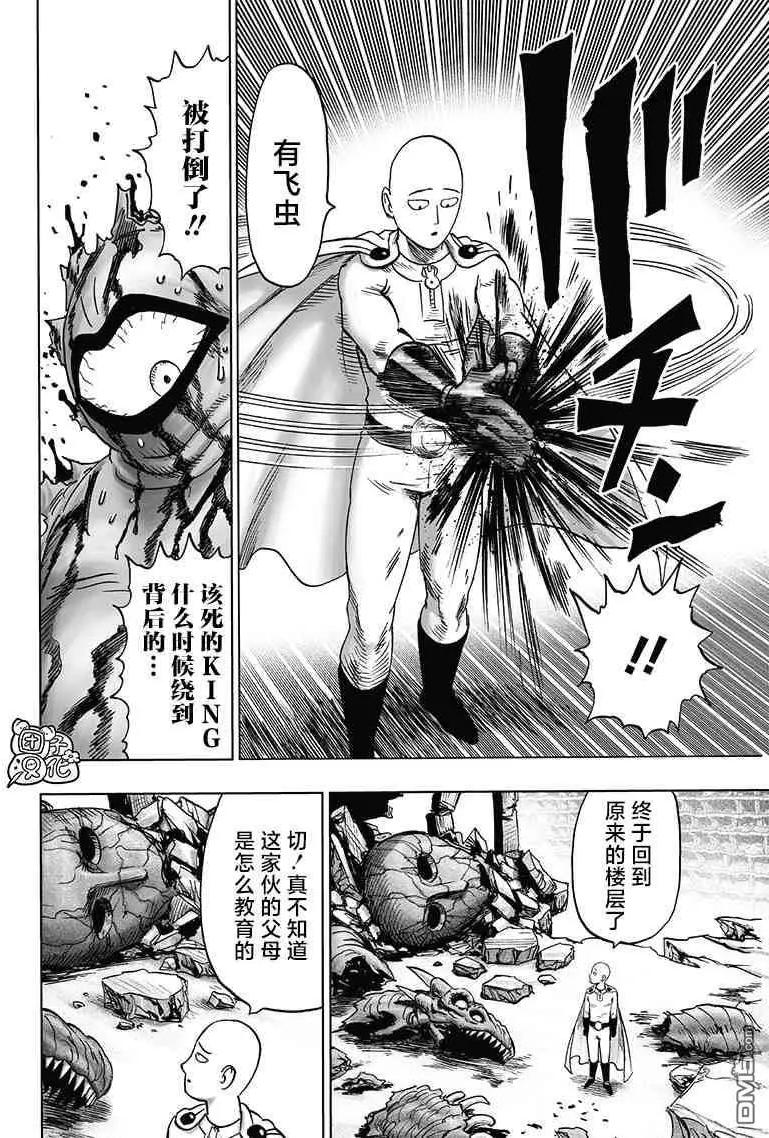 !!
有飞虫
被打倒了!!
该死的KING
什么时候绕到
背后的…
终于回到
原来的楼层了
切！真不知道
这家伙的父母
是怎么教育的